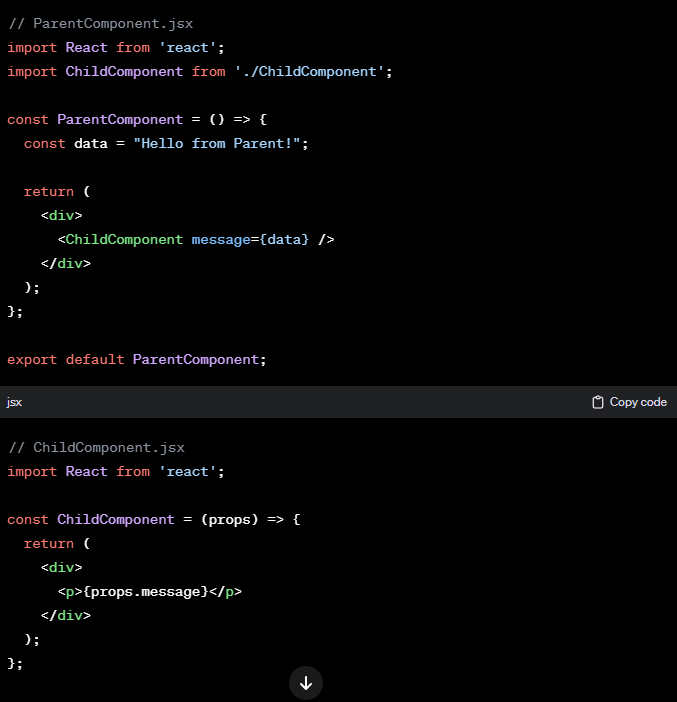 // ParentComponent.jsx
import React from 'react';
import ChildComponent from './ChildComponent';
const ParentComponent = () => {
  const data = "Hello from Parent!";
  return (
    <div>
      <ChildComponent message={data} />
    </div>
  );
};
export default ParentComponent;
jsx Copy code
// ChildComponent.jsx
import React from 'react';
const ChildComponent = (props) => {
  return (
    <div>
      <p>{props.message}</p>
    </div>
  );
};